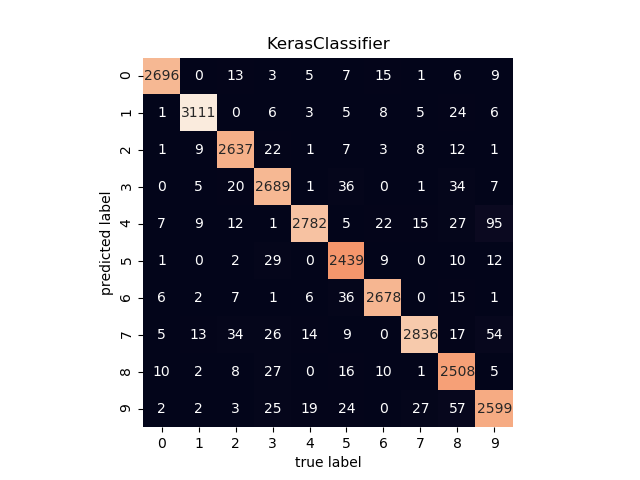 KerasClassifier
0 2696 0 13 3 5 7 15 1 6 9
1 1 3111 0 6 3 5 8 5 24 6
2 1 9 2637 22 1 7 3 8 12 1
3 0 5 20 2689 1 36 0 1 34 7
4 7 9 12 1 2782 5 22 15 27 95
5 1 0 2 29 0 2439 9 0 10 12
6 6 2 7 1 6 36 2678 0 15 1
7 5 13 34 26 14 9 0 2836 17 54
8 10 2 8 27 0 16 10 1 2508 5
9 2 2 3 25 19 24 0 27 57 2599
0 1 2 3 4 5 6 7 8 9
true label
predicted label